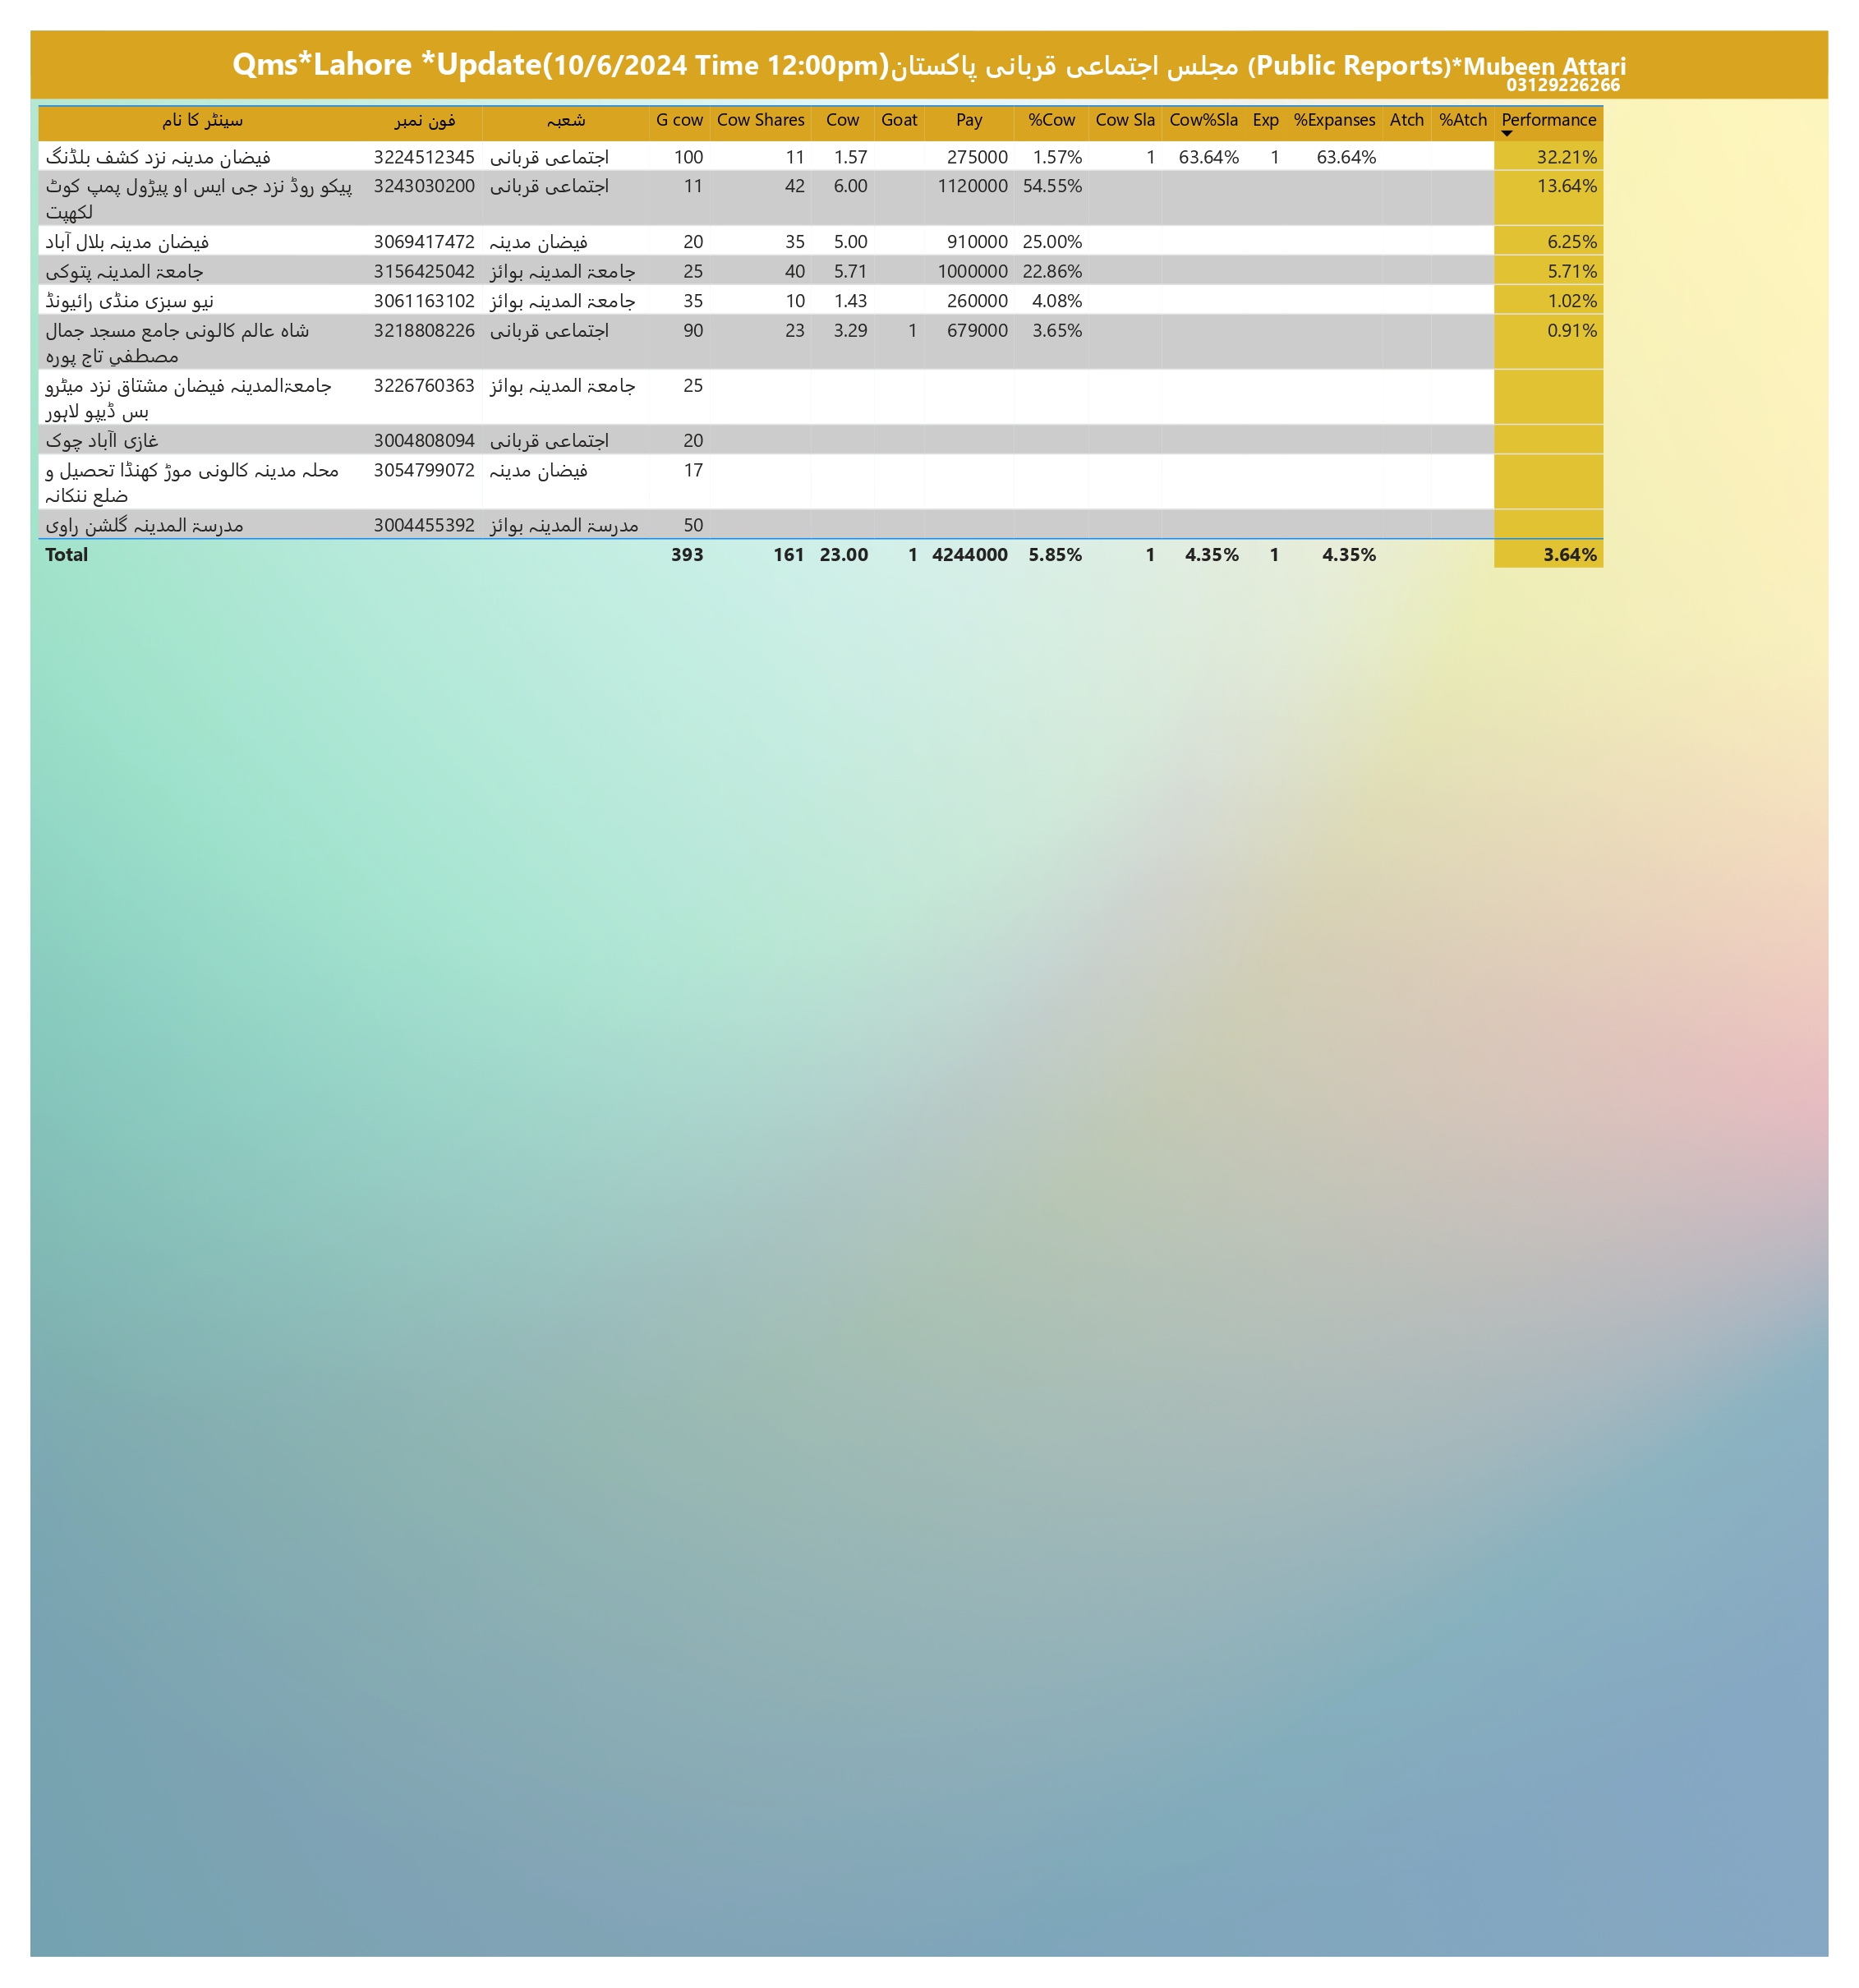 Qms*Lahore *Update(10/6/2024 Time 12:00pm)مجلس اجتماعی قربانی پاکستان (Public Reports)*Mubeen Attari
03129226266
سینٹر کا نام فون نمبر شعبہ G cow Cow Shares Cow Goat Pay %Cow Cow Sla Cow%Sla Exp %Expanses Atch %Atch Performance
فیضان مدینہ نزد کشف بلڈنگ 3224512345 اجتماعی قربانی 100 11 1.57 275000 1.57% 1 63.64% 1 63.64% 32.21%
پیکو روڈ نزد جی ایس او پیڑول پمپ کوٹ 3243030200 اجتماعی قربانی 11 42 6.00 1120000 54.55% 13.64%
لکھپت
فیضان مدینہ بلال آباد 3069417472 فیضان مدینہ 20 35 5.00 910000 25.00% 6.25%
جامعۃ المدینہ پتوکی 3156425042 جامعۃ المدینہ بوائز 25 40 5.71 1000000 22.86% 5.71%
نیو سبزی منڈی رائیونڈ 3061163102 جامعۃ المدینہ بوائز 35 10 1.43 260000 4.08% 1.02%
شاہ عالم کالونی جامع مسجد جمال 3218808226 اجتماعی قربانی 90 23 3.29 1 679000 3.65% 0.91%
مصطفي تاج پورہ
جامعۃالمدینہ فیضان مشتاق نزد میٹرو 3226760363 جامعۃ المدینہ بوائز 25
بس ڈیپو لاہور
غازی اآباد چوک 3004808094 اجتماعی قربانی 20
محلہ مدینہ کالونی موڑ کھنڈا تحصیل و 3054799072 فیضان مدینہ 17
ضلع ننکانہ
مدرسۃ المدینہ گلشن راوی 3004455392 مدرسۃ المدینہ بوائز 50
Total 393 161 23.00 1 4244000 5.85% 1 4.35% 1 4.35% 3.64%